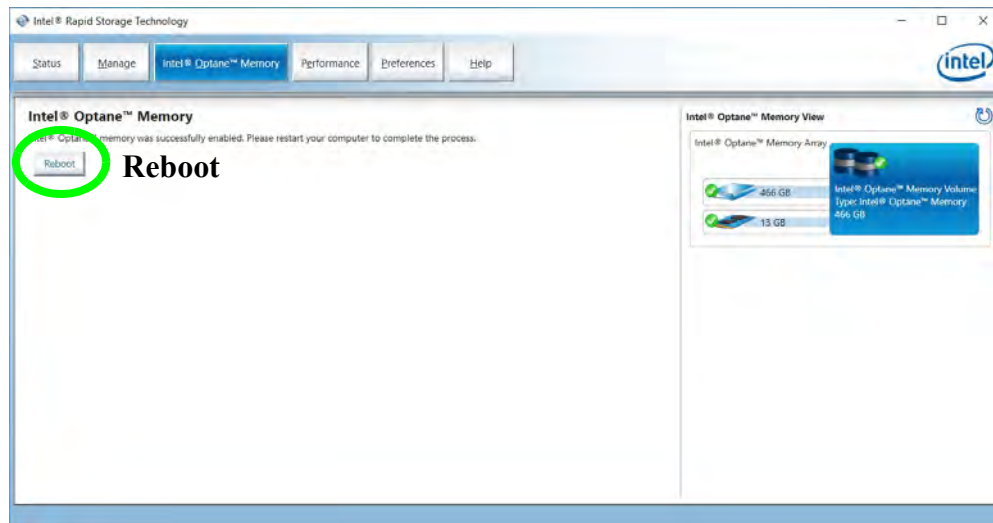 Intel® Rapid Storage Technology
Status
Manage
Intel® Optane™ Memory
Performance
Preferences
Help
intel
Intel® Optane™ Memory
memory was successfully enabled. Please restart your computer to complete the process.
Reboot
Reboot
Intel® Optane™ Memory View
Intel® Optane™ Memory Array
466 GB
13 GB
Intel® Optane™ Memory Volume
Type: Intel® Optane™ Memory
466 GB